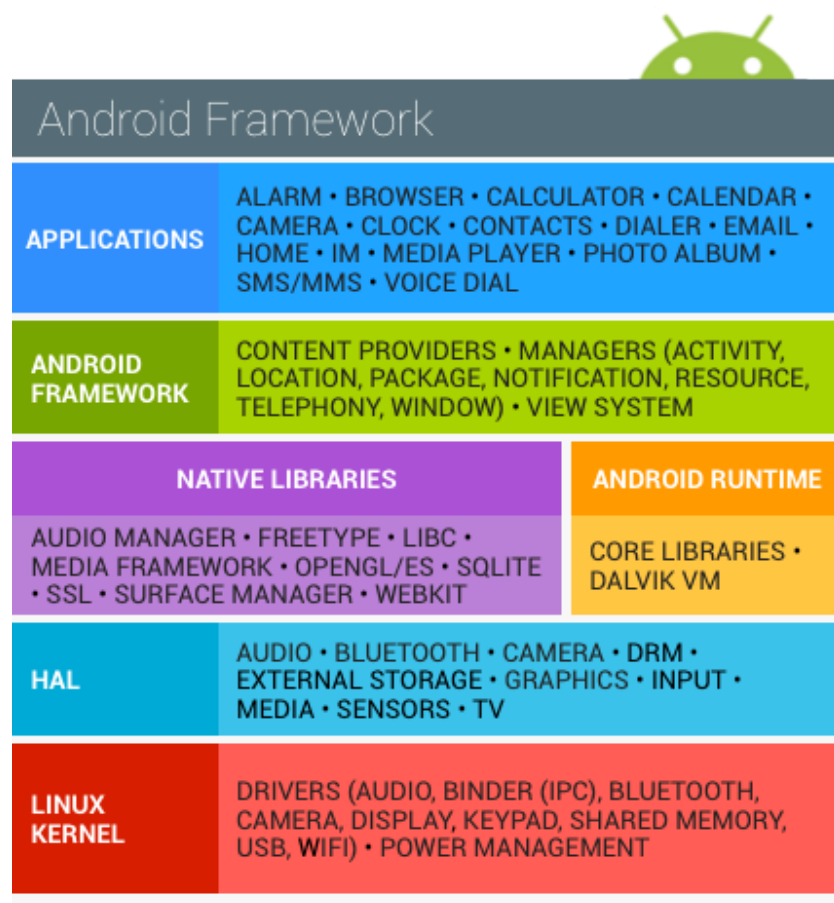 Android Framework
APPLICATIONS
ALARM • BROWSER • CALCULATOR • CALENDAR •
CAMERA • CLOCK • CONTACTS • DIALER • EMAIL •
HOME • IM • MEDIA PLAYER • PHOTO ALBUM •
SMS/MMS • VOICE DIAL
ANDROID
FRAMEWORK
CONTENT PROVIDERS • MANAGERS (ACTIVITY,
LOCATION, PACKAGE, NOTIFICATION, RESOURCE,
TELEPHONY, WINDOW) • VIEW SYSTEM
NATIVE LIBRARIES
AUDIO MANAGER • FREETYPE • LIBC •
MEDIA FRAMEWORK • OPENGL/ES • SQLITE
• SSL • SURFACE MANAGER • WEBKIT
ANDROID RUNTIME
CORE LIBRARIES •
DALVIK VM
HAL
AUDIO • BLUETOOTH • CAMERA • DRM •
EXTERNAL STORAGE • GRAPHICS • INPUT •
MEDIA • SENSORS • TV
LINUX
KERNEL
DRIVERS (AUDIO, BINDER (IPC), BLUETOOTH,
CAMERA, DISPLAY, KEYPAD, SHARED MEMORY,
USB, WIFI) • POWER MANAGEMENT